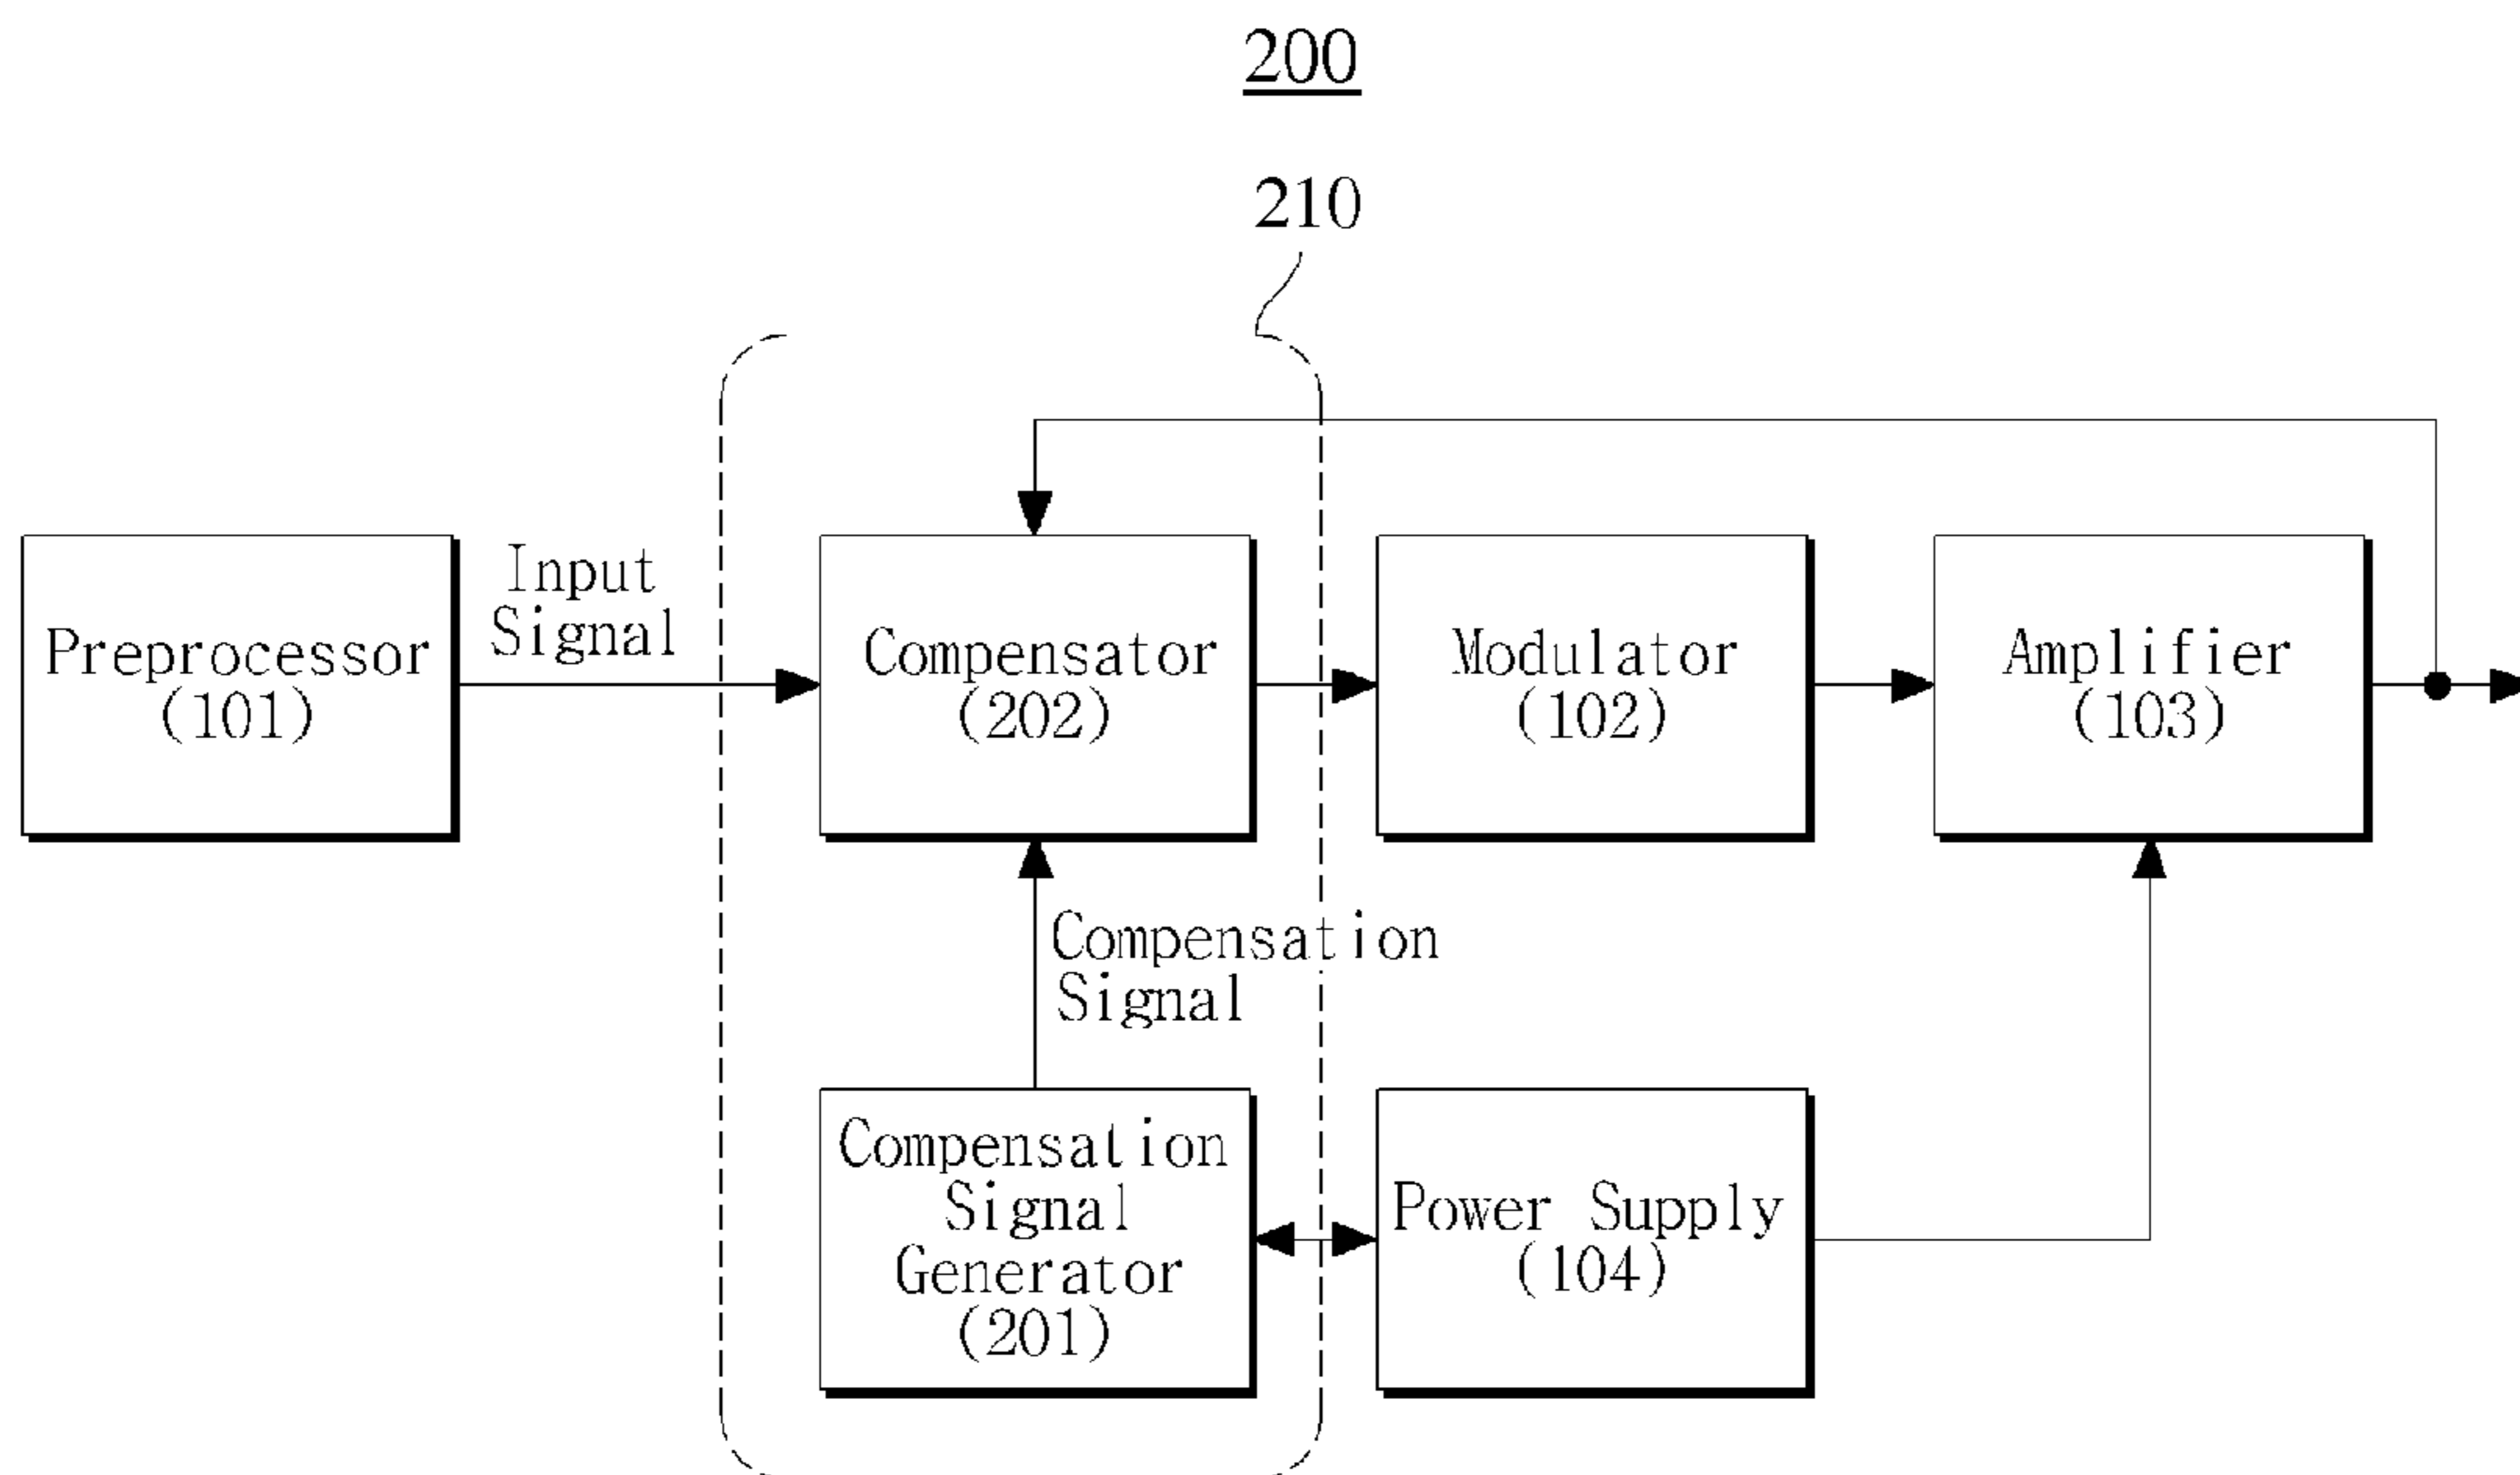 200
210
Input
Signal
Preprocessor
(101)
Compensator
(202)
Modulator
(102)
Amplifier
(103)
Compensation
Signal
Compensation
Signal
Generator
(201)
Power Supply
(104)